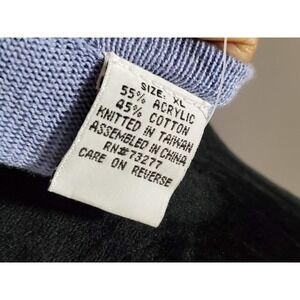 SIZE: XL
55% ACRYLIC
45% COTTON
KNITTED IN TAIWAN
ASSEMBLED IN CHINA
RN#73277
CARE ON REVERSE